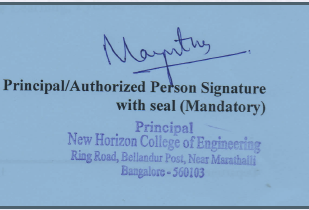 Principal/Authorized Person Signature
with seal (Mandatory)
Principal
New Horizon College of Engineering
Ring Road, Bellandur Post, Near Marathalli
Bangalore - 560103